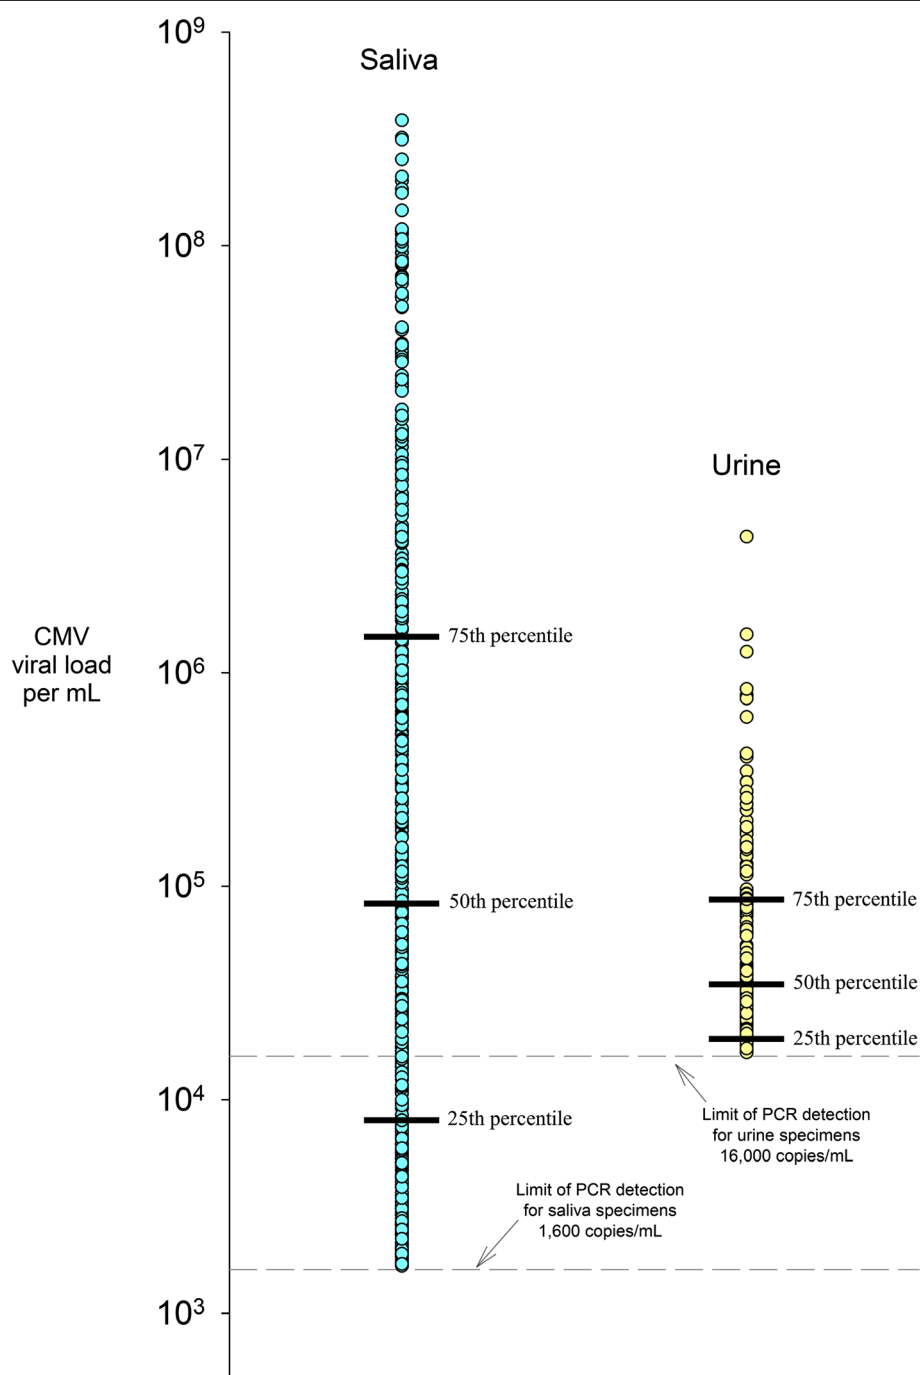 10⁹
Saliva
10⁸
10⁷
Urine
CMV
viral load
per mL
75th percentile
10⁶
10⁵
50th percentile
75th percentile
50th percentile
25th percentile
10⁴
25th percentile
Limit of PCR detection
for urine specimens
16,000 copies/mL
Limit of PCR detection
for saliva specimens
1,600 copies/mL
10³